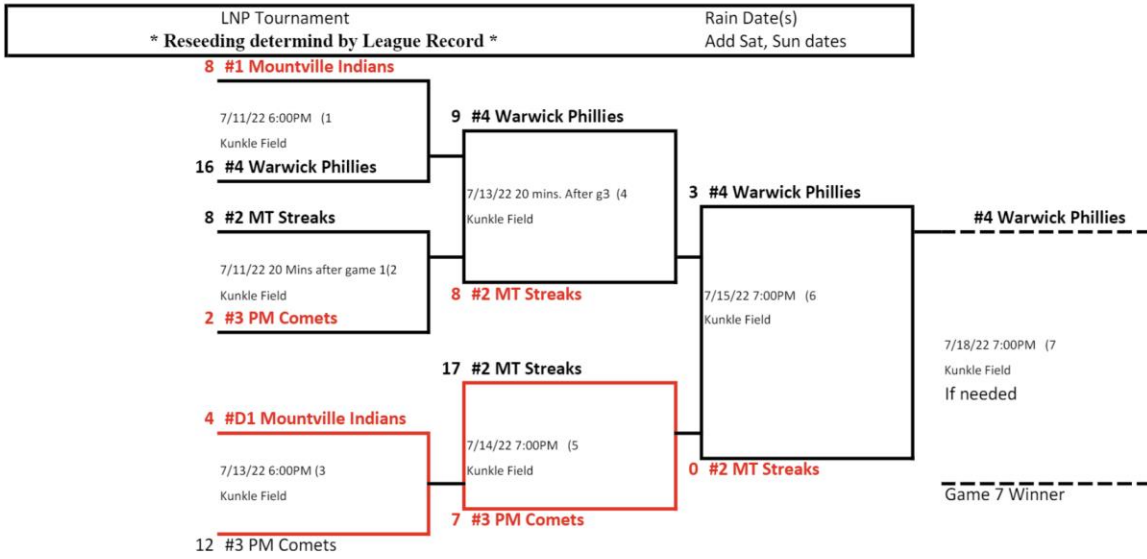 LNP Tournament
Rain Date(s)
* Reseeding determind by League Record *
Add Sat, Sun dates
8 #1 Mountville Indians
7/11/22 6:00PM (1
Kunkle Field
16 #4 Warwick Phillies
8 #2 MT Streaks
7/11/22 20 Mins after game 1(2
Kunkle Field
2 #3 PM Comets
4 #D1 Mountville Indians
7/13/22 6:00PM (3
Kunkle Field
12 #3 PM Comets
9 #4 Warwick Phillies
7/13/22 20 mins. After g3 (4
Kunkle Field
8 #2 MT Streaks
17 #2 MT Streaks
7/14/22 7:00PM (5
Kunkle Field
7 #3 PM Comets
3 #4 Warwick Phillies
7/15/22 7:00PM (6
Kunkle Field
0 #2 MT Streaks
#4 Warwick Phillies
7/18/22 7:00PM (7
Kunkle Field
If needed
Game 7 Winner